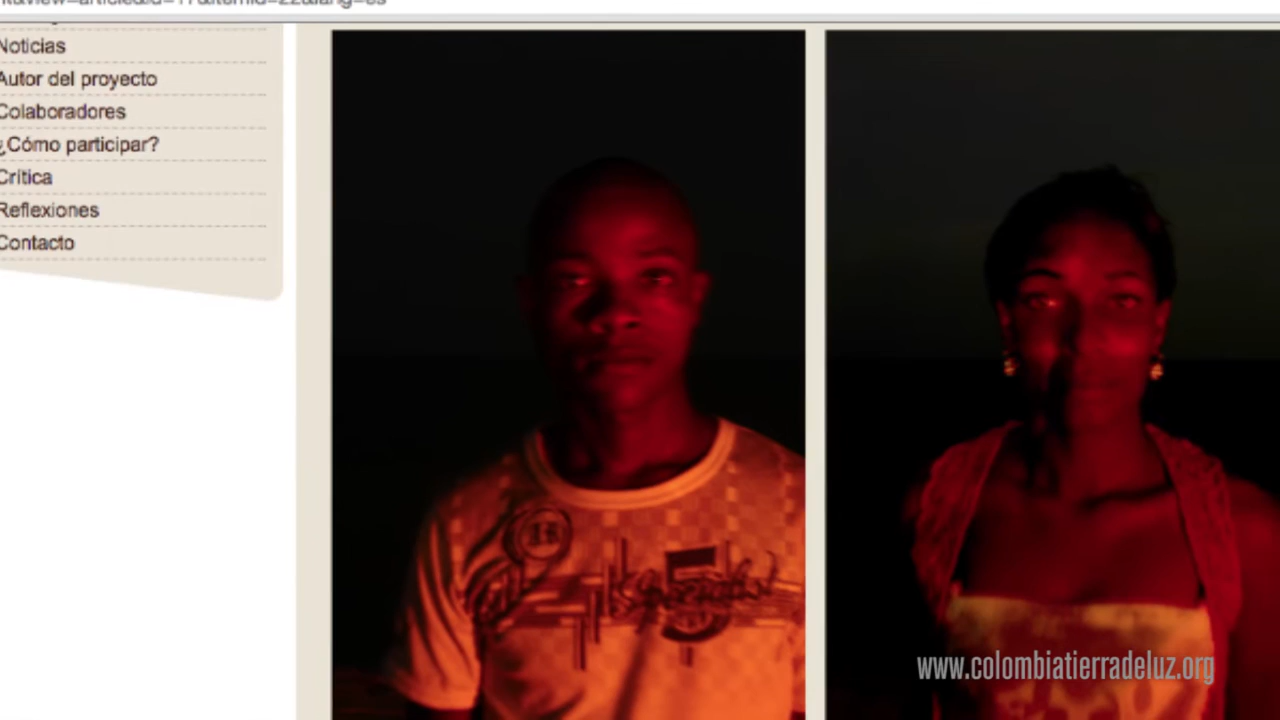 Noticias
Autor del proyecto
Colaboradores
¿Cómo participar?
Crítica
Reflexiones
Contacto
www.colombiatierradeluz.org